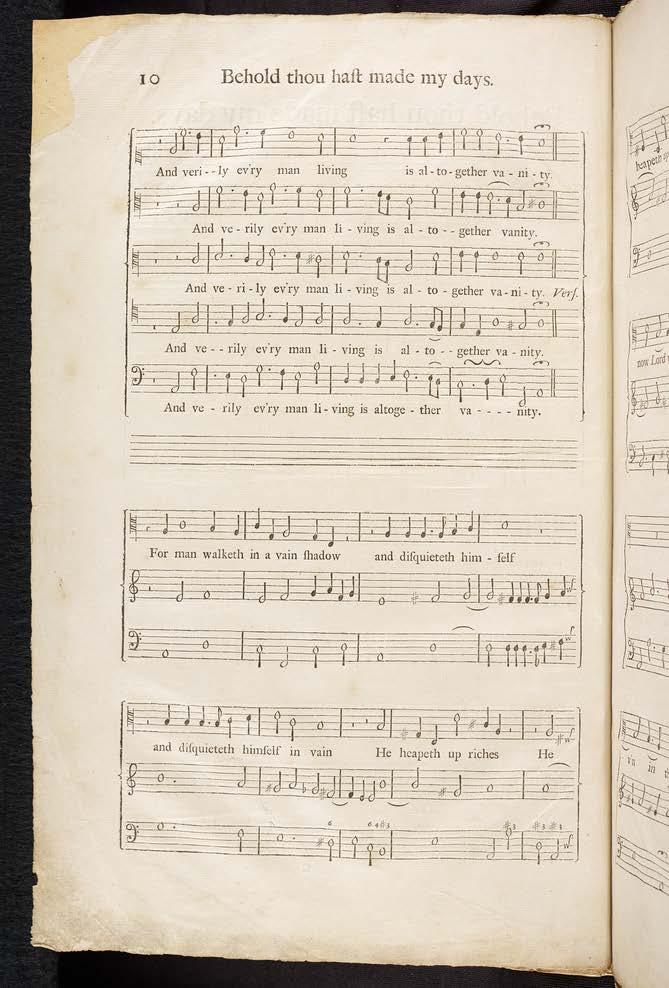 10 Behold thou haſt made my days.
And veri - - ly ev'ry man living is al - to - gether va - ni - ty.
And ve - rily ev'ry man li - ving is al - to - - gether vanity.
And ve - ri - ly ev'ry man li - ving is al - to - gether va - ni - ty. Verſ.
And ve - - rily ev'ry man li - ving is al - to - - gether va - nity.
And ve - rily ev'ry man li - ving is altoge - ther va - - - - nity.
For man walketh in a vain ſhadow and diſquieteth him - ſelf
and diſquieteth himſelf in vain He heapeth up riches He
6 6 4 3 3 3 3
heapeth up
now Lord
v'n in